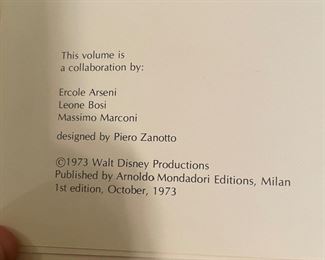 This volume is
a collaboration by:
Ercole Arseni
Leone Bosi
Massimo Marconi
designed by Piero Zanotto
©1973 Walt Disney Productions
Published by Arnoldo Mondadori Editions, Milan
1st edition, October, 1973